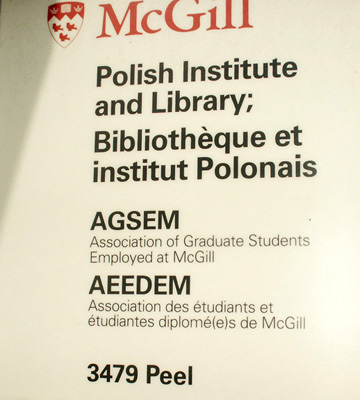 McGill
Polish Institute
and Library;
Bibliothèque et
institut Polonais
AGSEM
Association of Graduate Students
Employed at McGill
AEEDEM
Association des étudiants et
étudiantes diplomé(e)s de McGill
3479 Peel